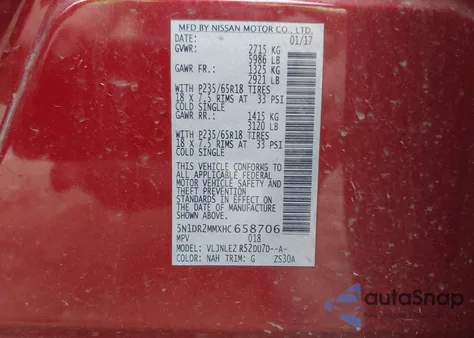 MFD BY NISSAN MOTOR CO., LTD.
DATE: 01/17
GVWR: 2715 KG
5986 LB
GAWR FR.: 1325 KG
2921 LB
WITH P235/65R18 TIRES
18 X 7.5 RIMS AT 33 PSI
COLD SINGLE
GAWR RR.: 1415 KG
3120 LB
WITH P235/65R18 TIRES
18 X 7.5 RIMS AT 33 PSI
COLD SINGLE
THIS VEHICLE CONFORMS TO
ALL APPLICABLE FEDERAL
MOTOR VEHICLE SAFETY AND
THEFT PREVENTION
STANDARDS IN EFFECT ON THE
DATE OF MANUFACTURE
SHOWN ABOVE.
5N1DR2MMXHC658706
MPV 018
MODEL: VLJNLEZ R52DU7D--A-
COLOR: NAH TRIM: G ZS30A
autoSnap